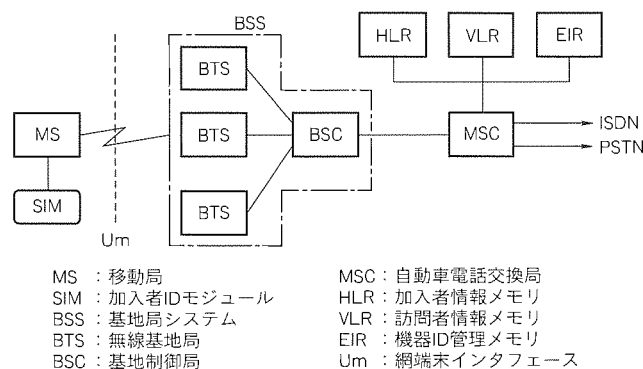 BSS
HLR
VLR
EIR
BTS
MS
BTS
BSC
MSC
ISDN
PSTN
SIM
BTS
Um
MS：移動局
SIM：加入者IDモジュール
BSS：基地局システム
BTS：無線基地局
BSC：基地制御局
MSC：自動車電話交換局
HLR：加入者情報メモリ
VLR：訪問者情報メモリ
EIR：機器ID管理メモリ
Um：網端末インタフェース